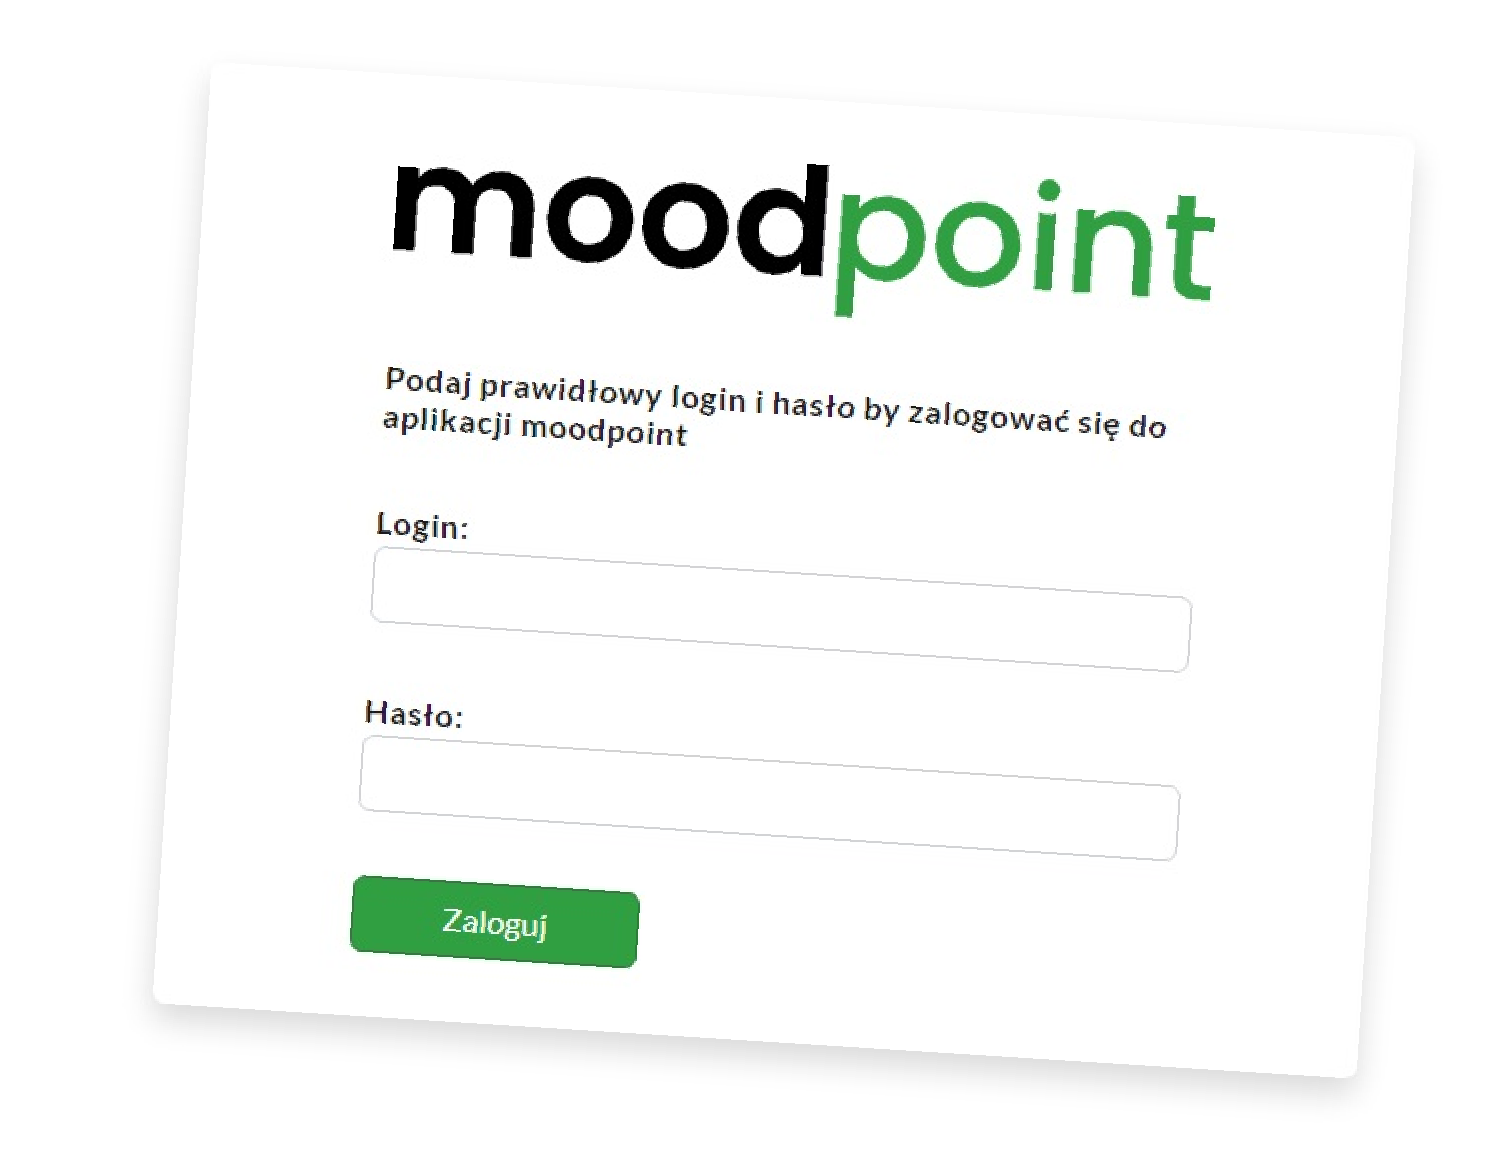 moodpoint
Podaj prawidłowy login i hasło by zalogować się do
aplikacji moodpoint
Login:
Hasło:
Zaloguj